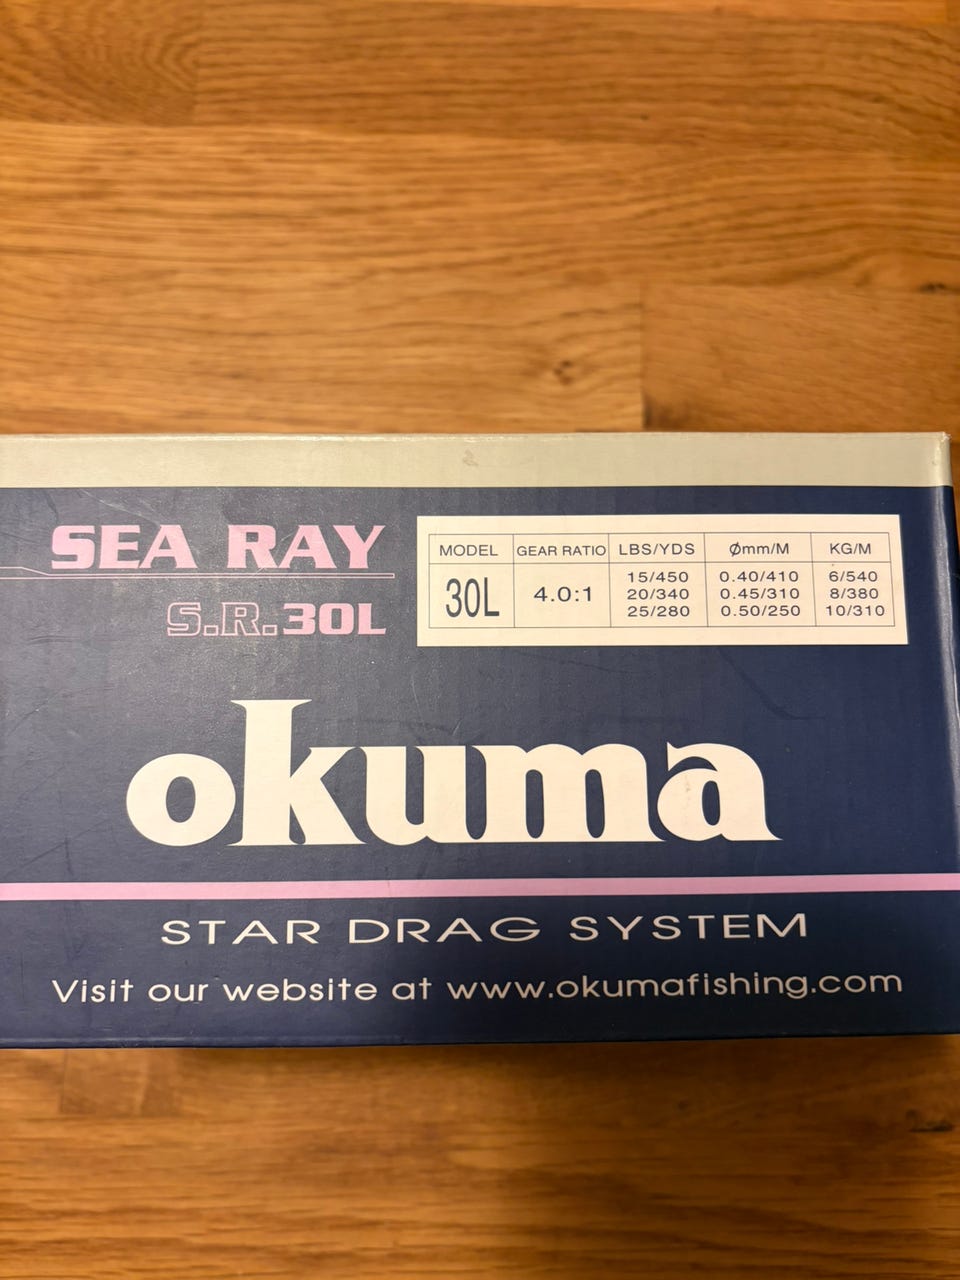 SEA RAY
S.R.30L
MODEL GEAR RATIO LBS/YDS Ømm/M KG/M
30L 4.0:1 15/450 0.40/410 6/540
20/340 0.45/310 8/380
25/280 0.50/250 10/310
okuma
STAR DRAG SYSTEM
Visit our website at www.okumafishing.com